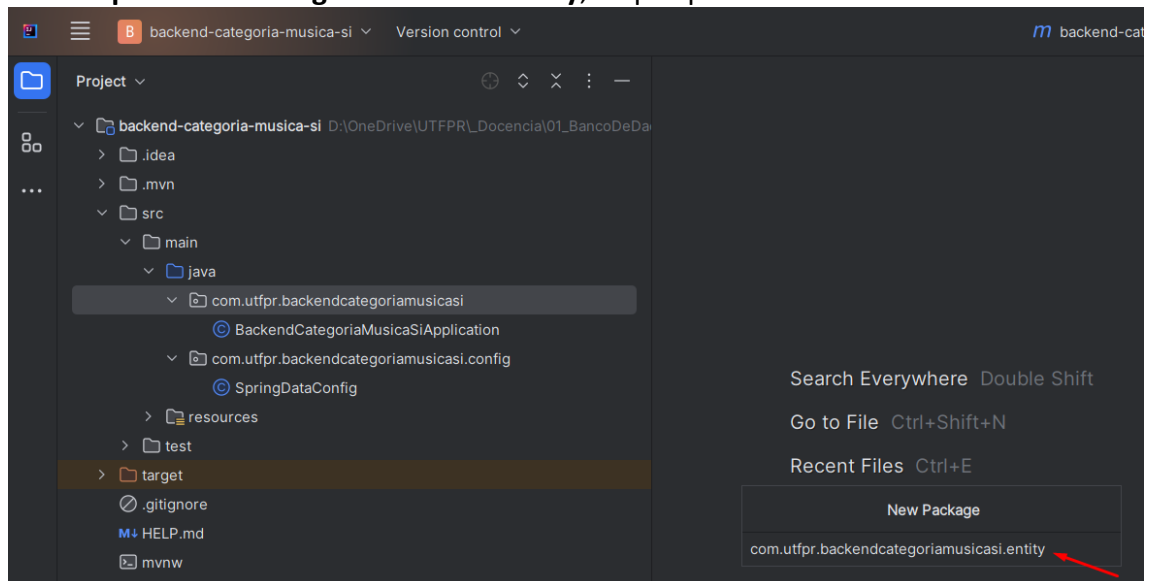 B backend-categoria-musica-si Version control
m backend-cat
Project
backend-categoria-musica-si D:\OneDrive\UTFPR\_Docencia\01_BancoDeDa
.idea
.mvn
src
main
java
com.utfpr.backendcategoriamusicasi
C BackendCategoriaMusicaSiApplication
com.utfpr.backendcategoriamusicasi.config
C SpringDataConfig
resources
test
target
.gitignore
M↓ HELP.md
mvnw
Search Everywhere Double Shift
Go to File Ctrl+Shift+N
Recent Files Ctrl+E
New Package
com.utfpr.backendcategoriamusicasi.entity